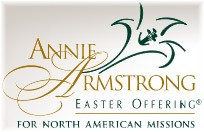 ANNIE
ARMSTRONG
EASTER OFFERING®
FOR NORTH AMERICAN MISSIONS